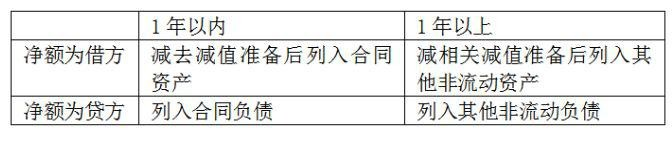 1年以内 1年以上
净额为借方 减去减值准备后列入合同 减相关减值准备后列入其
资产 他非流动资产
净额为贷方 列入合同负债 列入其他非流动负债